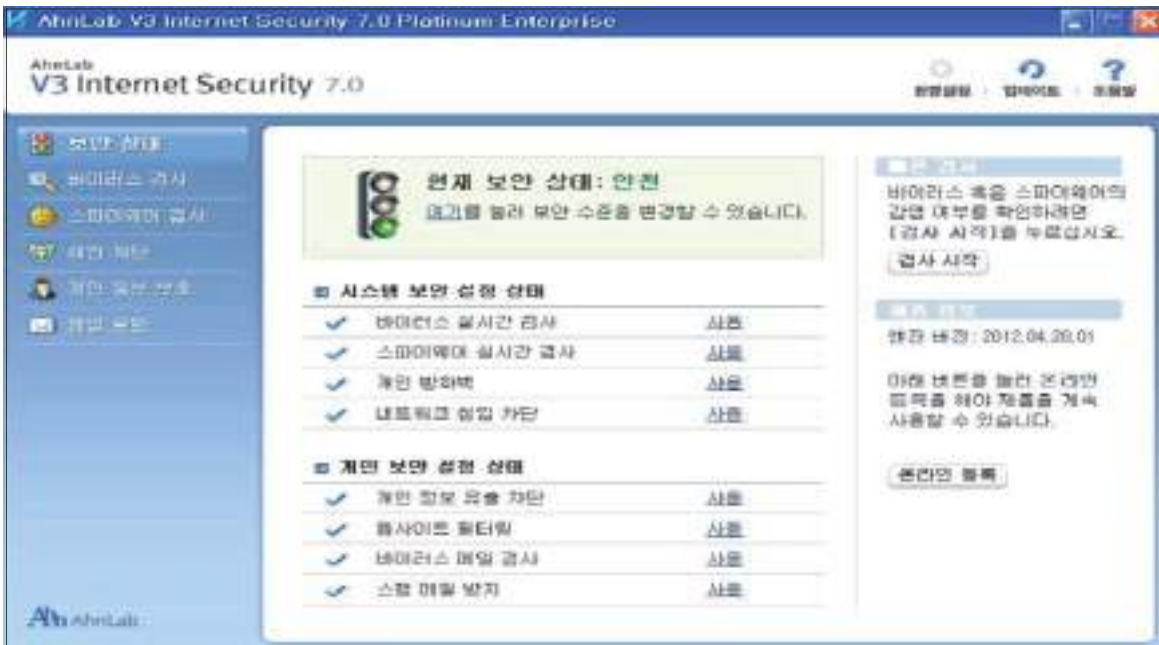 AhnLab V3 Internet Security 7.0 Platinum Enterprise
AhnLab
V3 Internet Security 7.0
환경설정
업데이트
도움말
보안 상태
바이러스 검사
스파이웨어 검사
개인 정보 보호
메일 보안
현재 보안 상태: 안전
여기를 눌러 보안 수준을 변경할 수 있습니다.
시스템 보안 설정 상태
바이러스 실시간 검사 사용
스파이웨어 실시간 검사 사용
개인 방화벽 사용
네트워크 침입 차단 사용
개인 보안 설정 상태
개인 정보 유출 차단 사용
웹사이트 필터링 사용
바이러스 메일 검사 사용
스팸 메일 방지 사용
빠른 검사
바이러스 혹은 스파이웨어의
감염 여부를 확인하려면
[검사 시작]을 누르십시오.
검사 시작
제품 정보
엔진 버전: 2012.04.28.01
아래 버튼을 눌러 온라인
등록을 해야 제품을 계속
사용할 수 있습니다.
온라인 등록
AhnLab